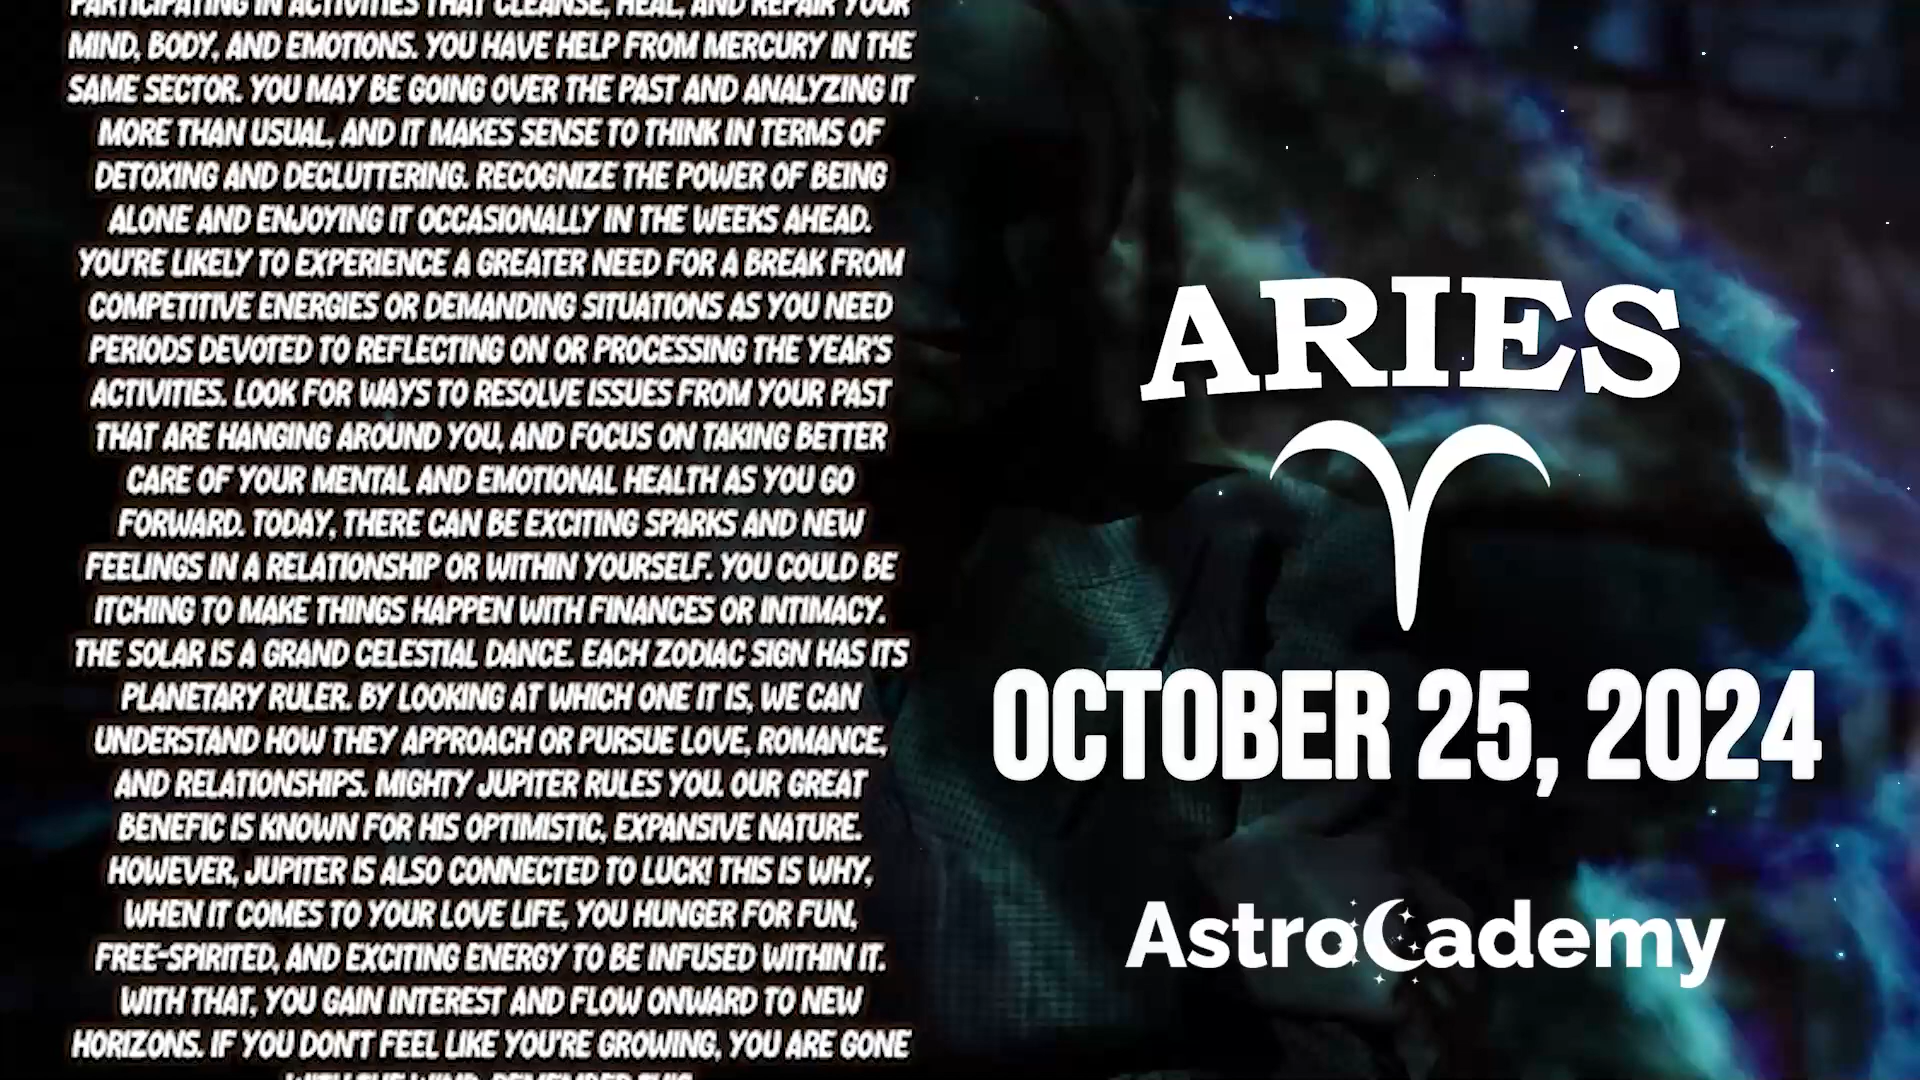 PARTICIPATING IN ACTIVITIES THAT CLEANSE, HEAL, AND REPAIR YOUR
MIND, BODY, AND EMOTIONS. YOU HAVE HELP FROM MERCURY IN THE
SAME SECTOR. YOU MAY BE GOING OVER THE PAST AND ANALYZING IT
MORE THAN USUAL, AND IT MAKES SENSE TO THINK IN TERMS OF
DETOXING AND DECLUTTERING. RECOGNIZE THE POWER OF BEING
ALONE AND ENJOYING IT OCCASIONALLY IN THE WEEKS AHEAD.
YOU'RE LIKELY TO EXPERIENCE A GREATER NEED FOR A BREAK FROM
COMPETITIVE ENERGIES OR DEMANDING SITUATIONS AS YOU NEED
PERIODS DEVOTED TO REFLECTING ON OR PROCESSING THE YEAR'S
ACTIVITIES. LOOK FOR WAYS TO RESOLVE ISSUES FROM YOUR PAST
THAT ARE HANGING AROUND YOU, AND FOCUS ON TAKING BETTER
CARE OF YOUR MENTAL AND EMOTIONAL HEALTH AS YOU GO
FORWARD. TODAY, THERE CAN BE EXCITING SPARKS AND NEW
FEELINGS IN A RELATIONSHIP OR WITHIN YOURSELF. YOU COULD BE
ITCHING TO MAKE THINGS HAPPEN WITH FINANCES OR INTIMACY.
THE SOLAR IS A GRAND CELESTIAL DANCE. EACH ZODIAC SIGN HAS ITS
PLANETARY RULER. BY LOOKING AT WHICH ONE IT IS, WE CAN
UNDERSTAND HOW THEY APPROACH OR PURSUE LOVE, ROMANCE,
AND RELATIONSHIPS. MIGHTY JUPITER RULES YOU. OUR GREAT
BENEFIC IS KNOWN FOR HIS OPTIMISTIC, EXPANSIVE NATURE.
HOWEVER, JUPITER IS ALSO CONNECTED TO LUCK! THIS IS WHY,
WHEN IT COMES TO YOUR LOVE LIFE, YOU HUNGER FOR FUN,
FREE-SPIRITED, AND EXCITING ENERGY TO BE INFUSED WITHIN IT.
WITH THAT, YOU GAIN INTEREST AND FLOW ONWARD TO NEW
HORIZONS. IF YOU DON'T FEEL LIKE YOU'RE GROWING, YOU ARE GONE
ARIES
OCTOBER 25, 2024
AstroCademy